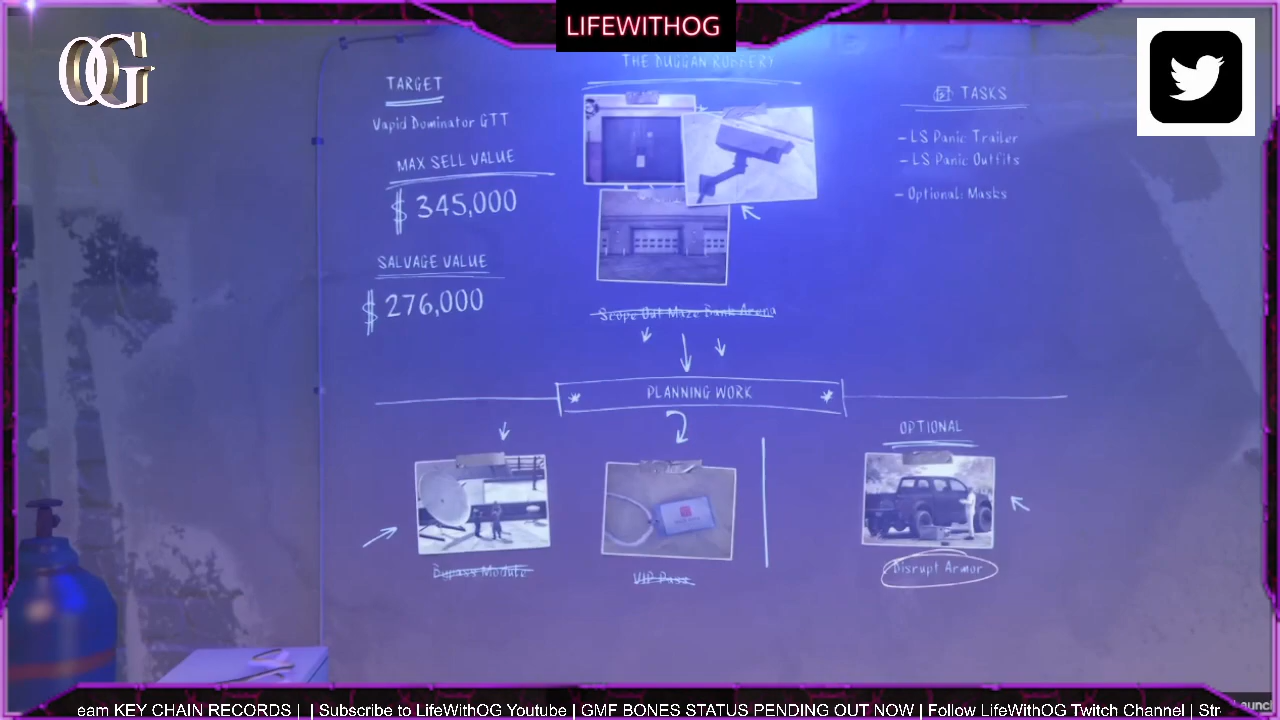 LIFEWITHOG
OG
THE DUGGAN ROBBERY
TARGET
Vapid Dominator GTT
MAX SELL VALUE
$ 345,000
SALVAGE VALUE
$ 276,000
TASKS
- LS Panic Trailer
- LS Panic Outfits
- Optional: Masks
Scope Out Maze Bank Arena
PLANNING WORK
OPTIONAL
Bypass Module
VIP Pass
Disrupt Armor
eam KEY CHAIN RECORDS | | Subscribe to LifeWithOG Youtube | GMF BONES STATUS PENDING OUT NOW | Follow LifeWithOG Twitch Channel | Str